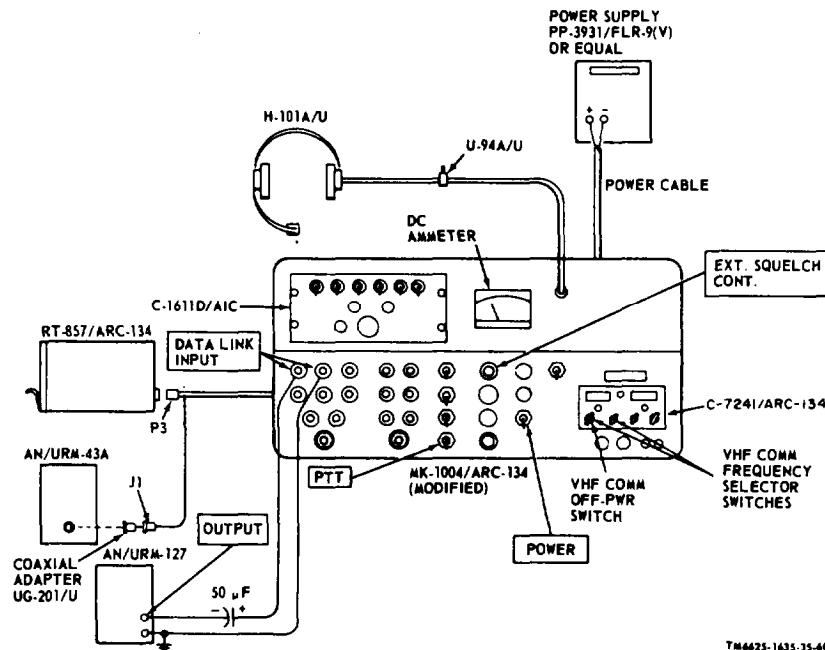 POWER SUPPLY
PP-3931/FLR-9(V)
OR EQUAL
+ −
H-101A/U
U-94A/U
POWER CABLE
DC
AMMETER
EXT. SQUELCH
CONT.
C-1611D/AIC
RT-857/ARC-134
DATA LINK
INPUT
P3
C-7241/ARC-134
AN/URM-43A
J1
PTT
MK-1004/ARC-134
(MODIFIED)
VHF COMM
OFF-PWR
SWITCH
VHF COMM
FREQUENCY
SELECTOR
SWITCHES
OUTPUT
POWER
COAXIAL
ADAPTER
UG-201/U
AN/URM-127
50 µF
− +